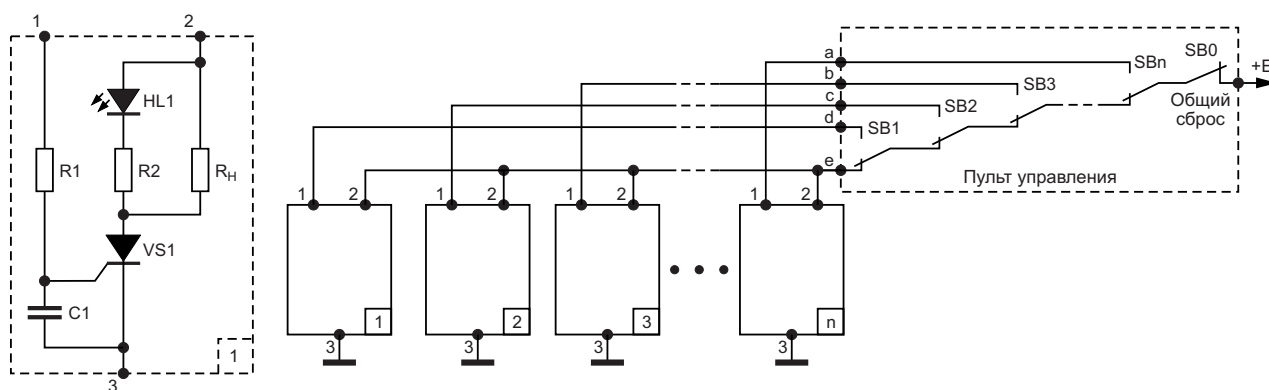 1
2
HL1
R1
R2
RН
VS1
C1
3
1
a
b
c
d
e
SBn
SB0
+E
SB3
SB2
SB1
Общий
сброс
Пульт управления
1
2
1
2
1
2
1
2
1
2
3
n
3
3
3
3